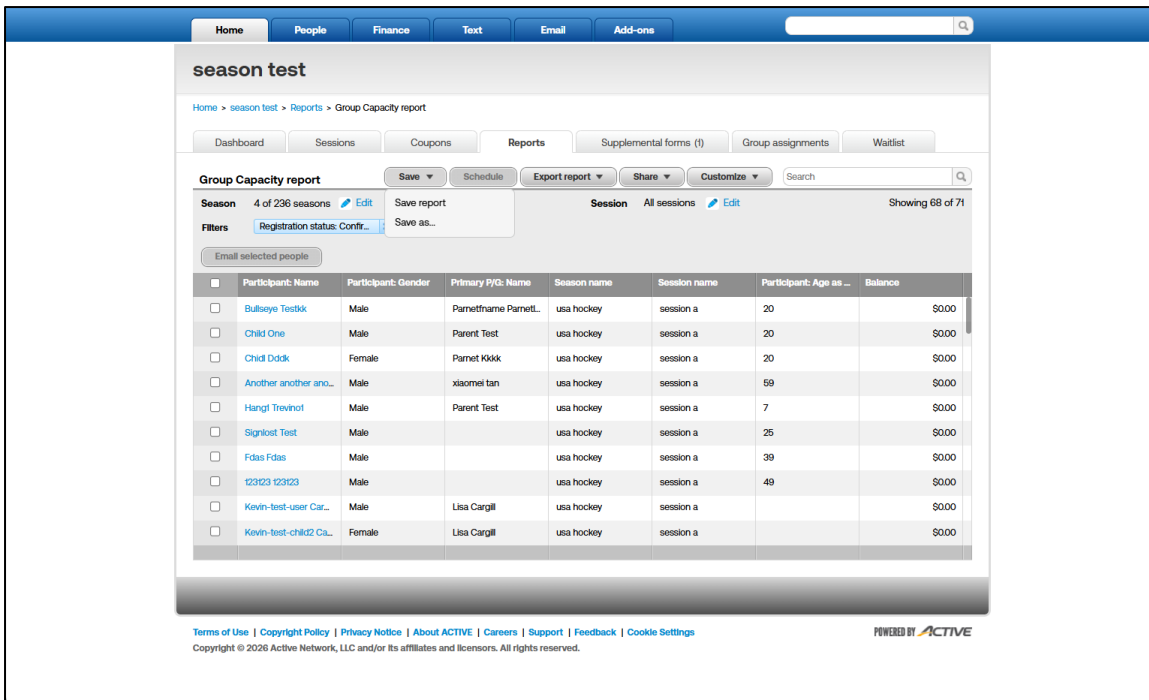 Home People Finance Text Email Add-ons
season test
Home > season test > Reports > Group Capacity report
Dashboard Sessions Coupons Reports Supplemental forms (1) Group assignments Waitlist
Group Capacity report Save ▼ Schedule Export report ▼ Share ▼ Customize ▼ Search
Season 4 of 236 seasons Edit Save report Session All sessions Edit Showing 68 of 71
Filters Registration status: Confir... Save as...
Email selected people
Participant: Name Participant: Gender Primary P/G: Name Season name Session name Participant: Age as ... Balance
Bullseye Testkk Male Parnetfname Parnetl... usa hockey session a 20 $0.00
Child One Male Parent Test usa hockey session a 20 $0.00
Chidl Dddk Female Parnet Kkkk usa hockey session a 20 $0.00
Another another ano... Male xiaomei tan usa hockey session a 59 $0.00
Hang1 Trevino1 Male Parent Test usa hockey session a 7 $0.00
Signlost Test Male usa hockey session a 25 $0.00
Fdas Fdas Male usa hockey session a 39 $0.00
123123 123123 Male usa hockey session a 49 $0.00
Kevin-test-user Car... Male Lisa Cargill usa hockey session a $0.00
Kevin-test-child2 Ca... Female Lisa Cargill usa hockey session a $0.00
Terms of Use | Copyright Policy | Privacy Notice | About ACTIVE | Careers | Support | Feedback | Cookie Settings POWERED BY ACTIVE
Copyright © 2026 Active Network, LLC and/or its affiliates and licensors. All rights reserved.